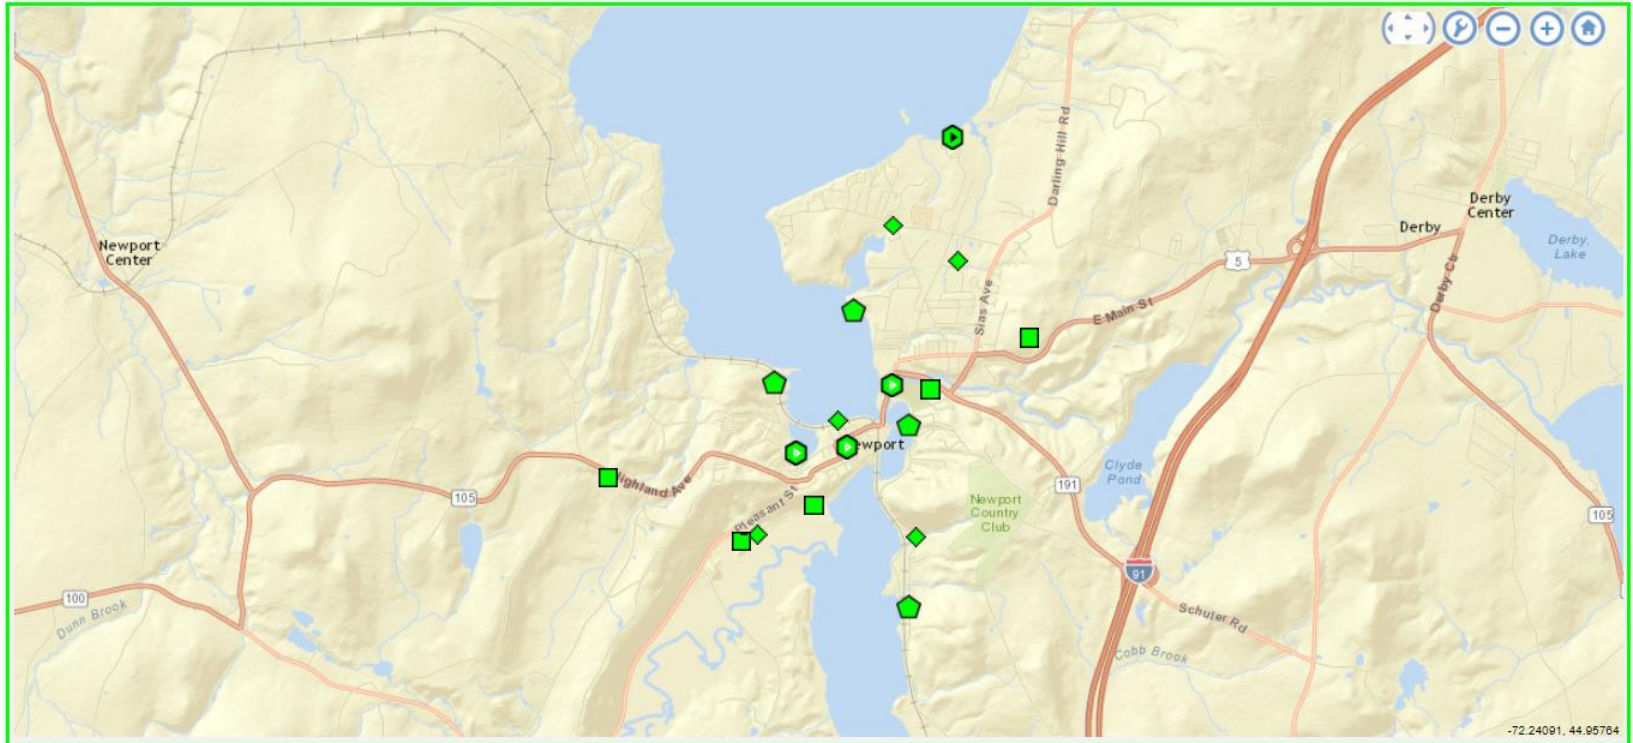 Darling Hill Rd
Derby
Center
Derby
Newport
Center
Derby.
Lake
5
Derby Ctr
Sias Ave
E Main St
ewport
Clyde
Pond
Highland Ave
191
105
Newport
Country
Club
Pleasant St
105
91
100
Dunn Brook
Schuter Rd
Cobb Brook
-72.24091, 44.95764